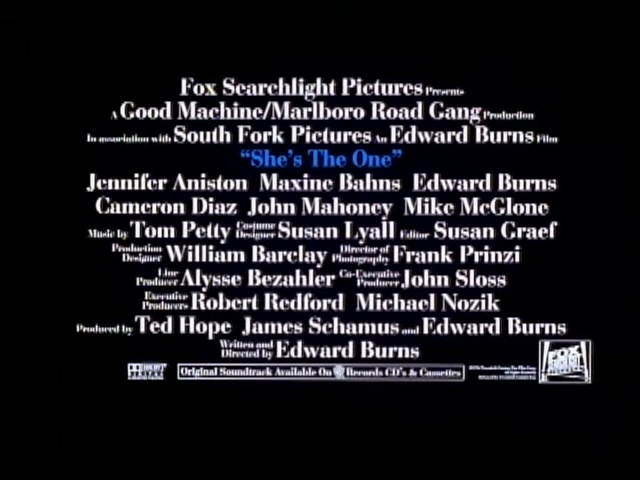 Fox Searchlight Pictures Presents
A Good Machine/Marlboro Road Gang Production
In association with South Fork Pictures An Edward Burns Film
"She's The One"
Jennifer Aniston Maxine Bahns Edward Burns
Cameron Diaz John Mahoney Mike McGlone
Music by Tom Petty Costume Designer Susan Lyall Editor Susan Graef
Production Designer William Barclay Director of Photography Frank Prinzi
Line Producer Alysse Bezahler Co-Executive Producer John Sloss
Executive Producers Robert Redford Michael Nozik
Produced by Ted Hope James Schamus and Edward Burns
Written and Directed by Edward Burns
DOLBY DIGITAL Original Soundtrack Available On Records CD's & Cassettes FOX